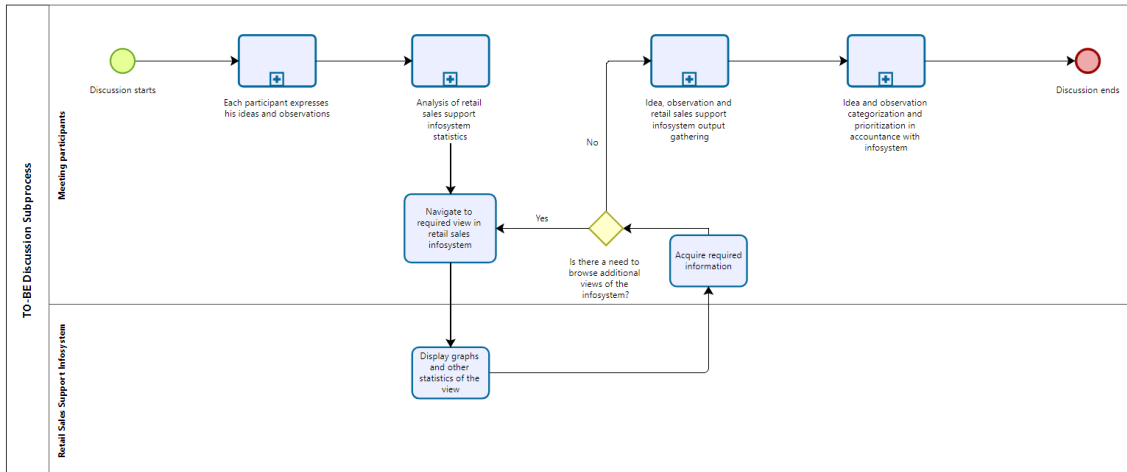 TO-BE Discussion Subprocess
Meeting participants
Discussion starts
Each participant expresses
his ideas and observations
Analysis of retail
sales support
infosystem
statistics
Navigate to
required view in
retail sales
infosystem
Yes
No
Is there a need to
browse additional
views of the
infosystem?
Acquire required
information
Idea, observation and
retail sales support
infosystem output
gathering
Idea and observation
categorization and
prioritization in
accountance with
infosystem
Discussion ends
Retail Sales Support Infosystem
Display graphs
and other
statistics of the
view